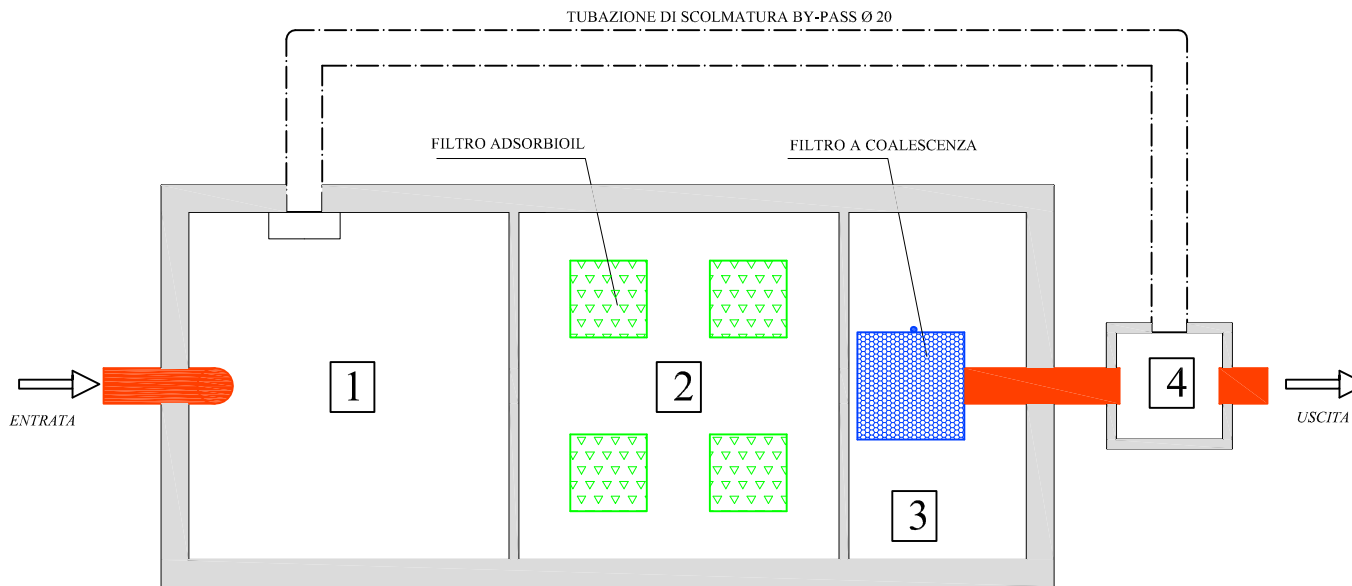 TUBAZIONE DI SCOLMATURA BY-PASS Ø 20
FILTRO ADSORBIOIL
FILTRO A COALESCENZA
1
2
4
ENTRATA
USCITA
3